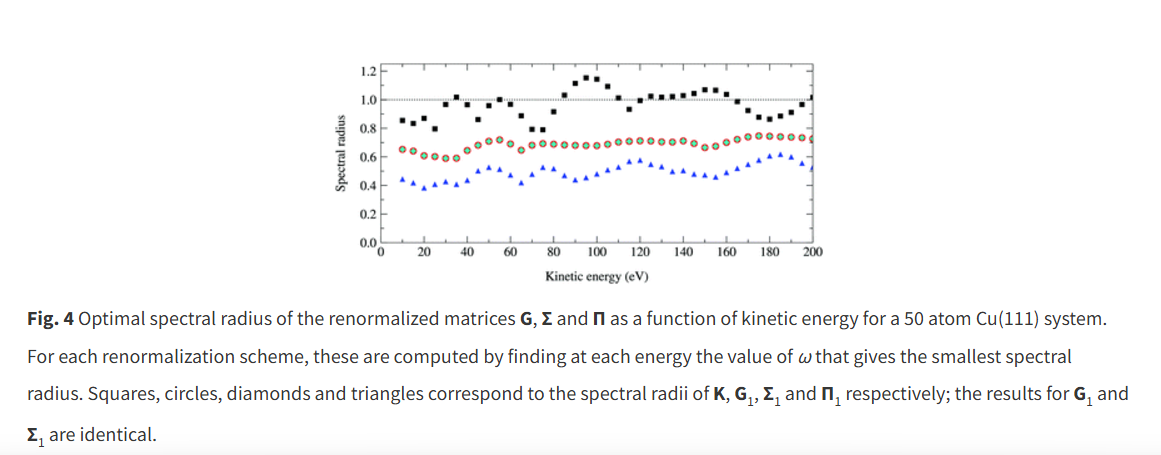 1.2
1.0
0.8
0.6
0.4
0.2
0.0
Spectral radius
0 20 40 60 80 100 120 140 160 180 200
Kinetic energy (eV)
Fig. 4 Optimal spectral radius of the renormalized matrices G, Σ and Π as a function of kinetic energy for a 50 atom Cu(111) system.
For each renormalization scheme, these are computed by finding at each energy the value of ω that gives the smallest spectral
radius. Squares, circles, diamonds and triangles correspond to the spectral radii of K, G₁, Σ₁ and Π₁ respectively; the results for G₁ and
Σ₁ are identical.